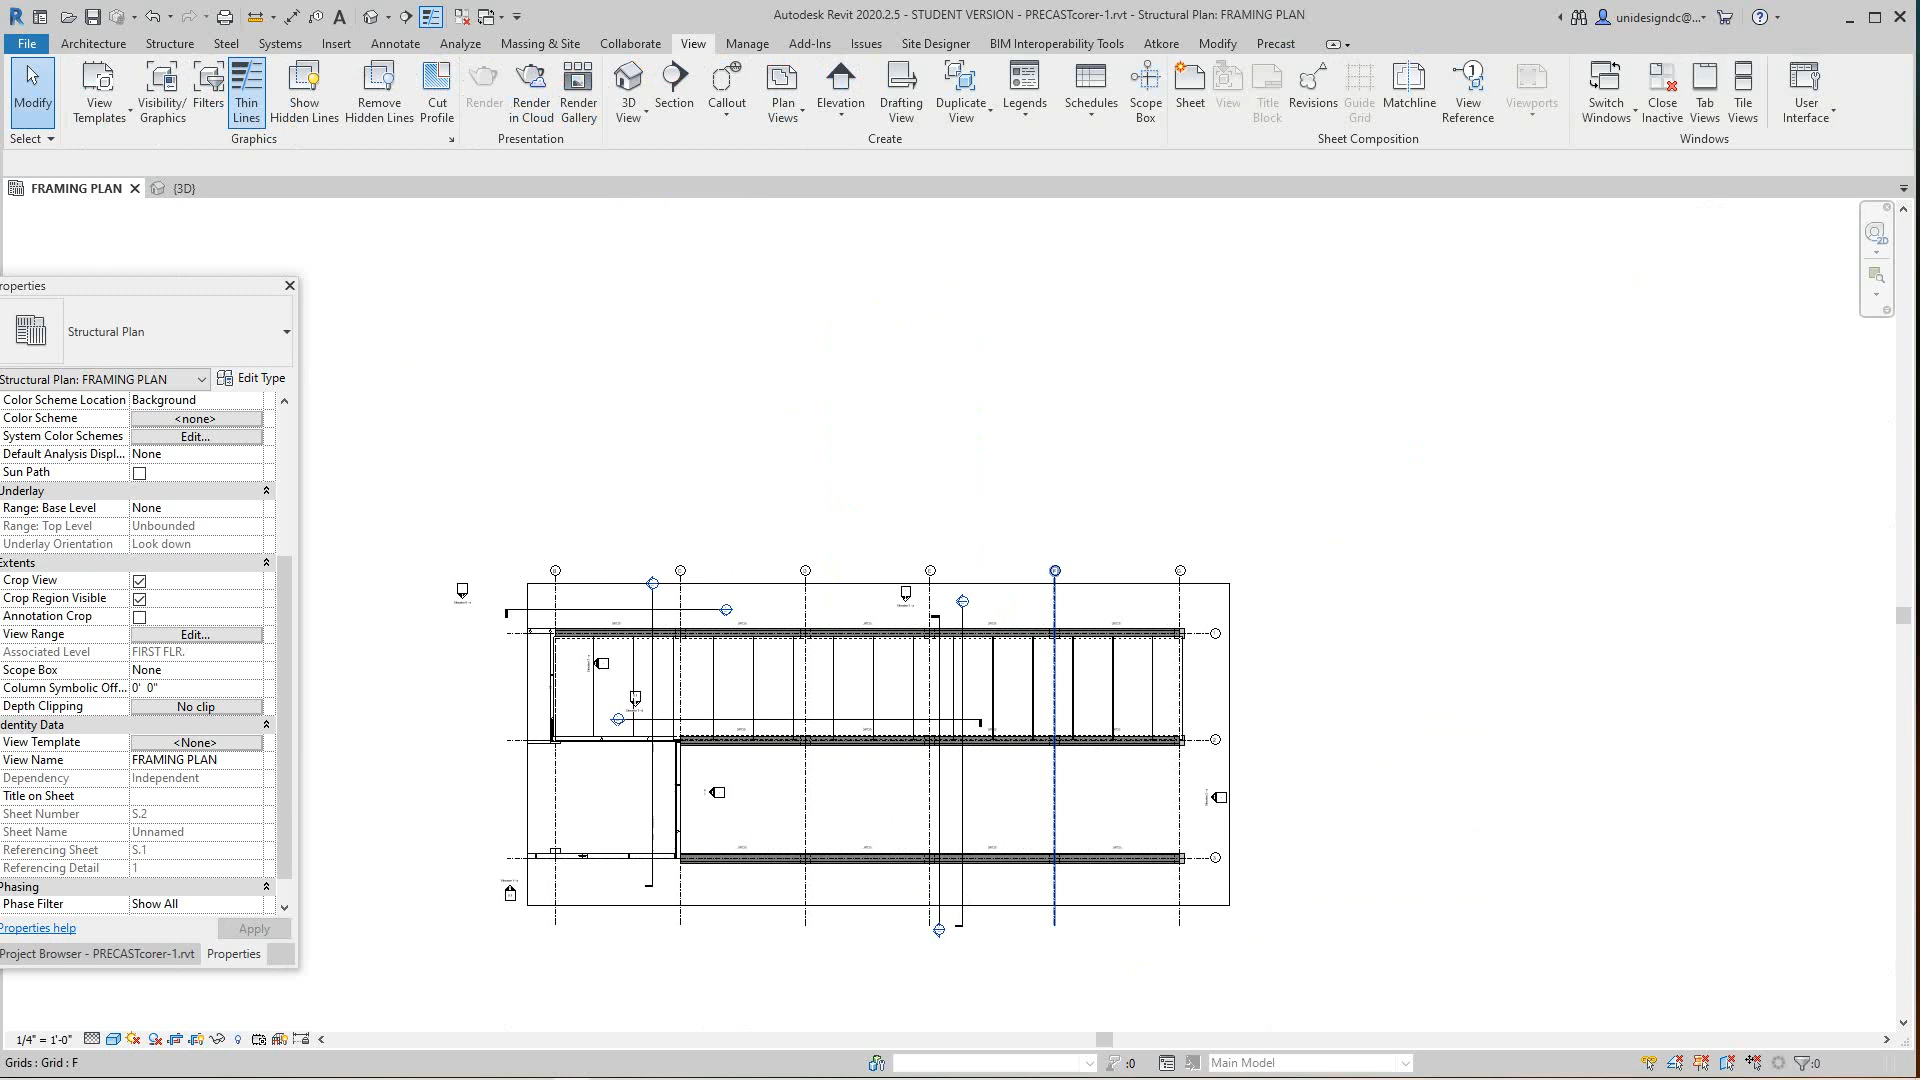 Autodesk Revit 2020.2.5 - STUDENT VERSION - PRECASTcorer-1.rvt - Structural Plan: FRAMING PLAN
unidesigndc@...
File Architecture Structure Steel Systems Insert Annotate Analyze Massing & Site Collaborate View Manage Add-Ins Issues Site Designer BIM Interoperability Tools Atkore Modify Precast
Modify
View Templates
Visibility/ Graphics
Filters
Thin Lines
Show Hidden Lines
Remove Hidden Lines
Cut Profile
Render
Render in Cloud
Render Gallery
3D View
Section
Callout
Plan Views
Elevation
Drafting View
Duplicate View
Legends
Schedules
Scope Box
Sheet
View
Title Block
Revisions
Guide Grid
Matchline
View Reference
Viewports
Switch Windows
Close Inactive
Tab Views
Tile Views
User Interface
Select Graphics Presentation Create Sheet Composition Windows
FRAMING PLAN {3D}
2D
roperties
Structural Plan
Structural Plan: FRAMING PLAN Edit Type
Color Scheme Location Background
Color Scheme <none>
System Color Schemes Edit...
Default Analysis Displ... None
Sun Path
Underlay
Range: Base Level None
Range: Top Level Unbounded
Underlay Orientation Look down
Extents
Crop View
Crop Region Visible
Annotation Crop
View Range Edit...
Associated Level FIRST FLR.
Scope Box None
Column Symbolic Off... 0' 0"
Depth Clipping No clip
Identity Data
View Template <None>
View Name FRAMING PLAN
Dependency Independent
Title on Sheet
Sheet Number S.2
Sheet Name Unnamed
Referencing Sheet S.1
Referencing Detail 1
Phasing
Phase Filter Show All
Properties help Apply
Project Browser - PRECASTcorer-1.rvt Properties
1/4" = 1'-0"
Grids : Grid : F
:0
Main Model
:0